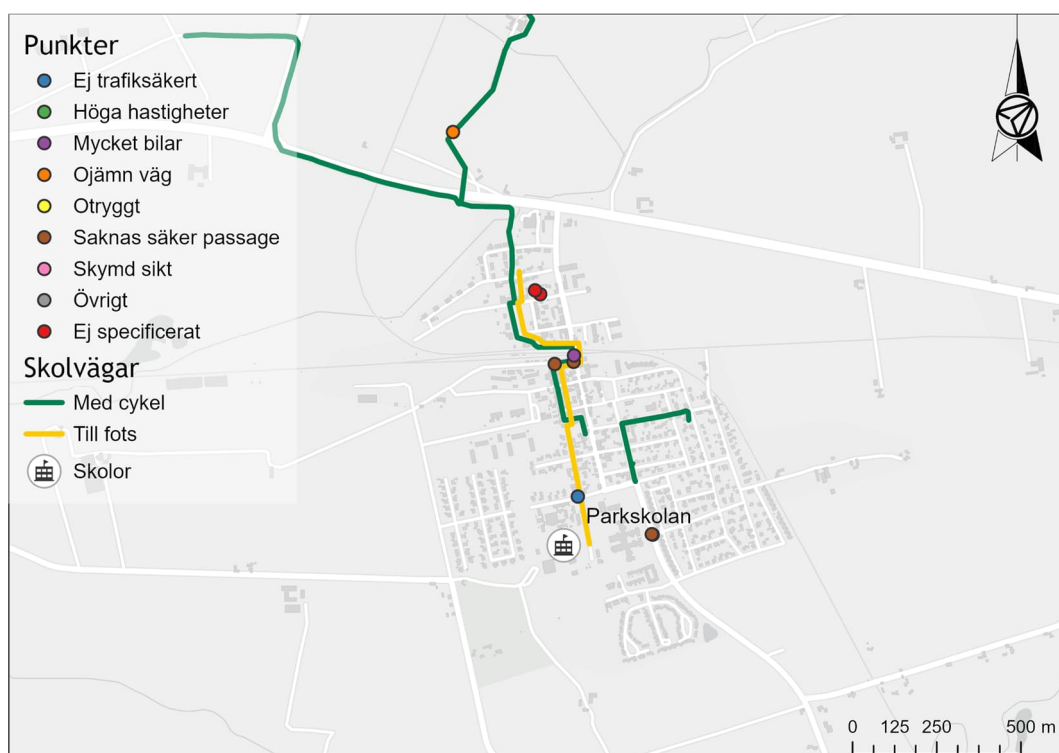 Punkter
Ej trafiksäkert
Höga hastigheter
Mycket bilar
Ojämn väg
Otryggt
Saknas säker passage
Skymd sikt
Övrigt
Ej specificerat
Skolvägar
Med cykel
Till fots
Skolor
Parkskolan
0 125 250 500 m